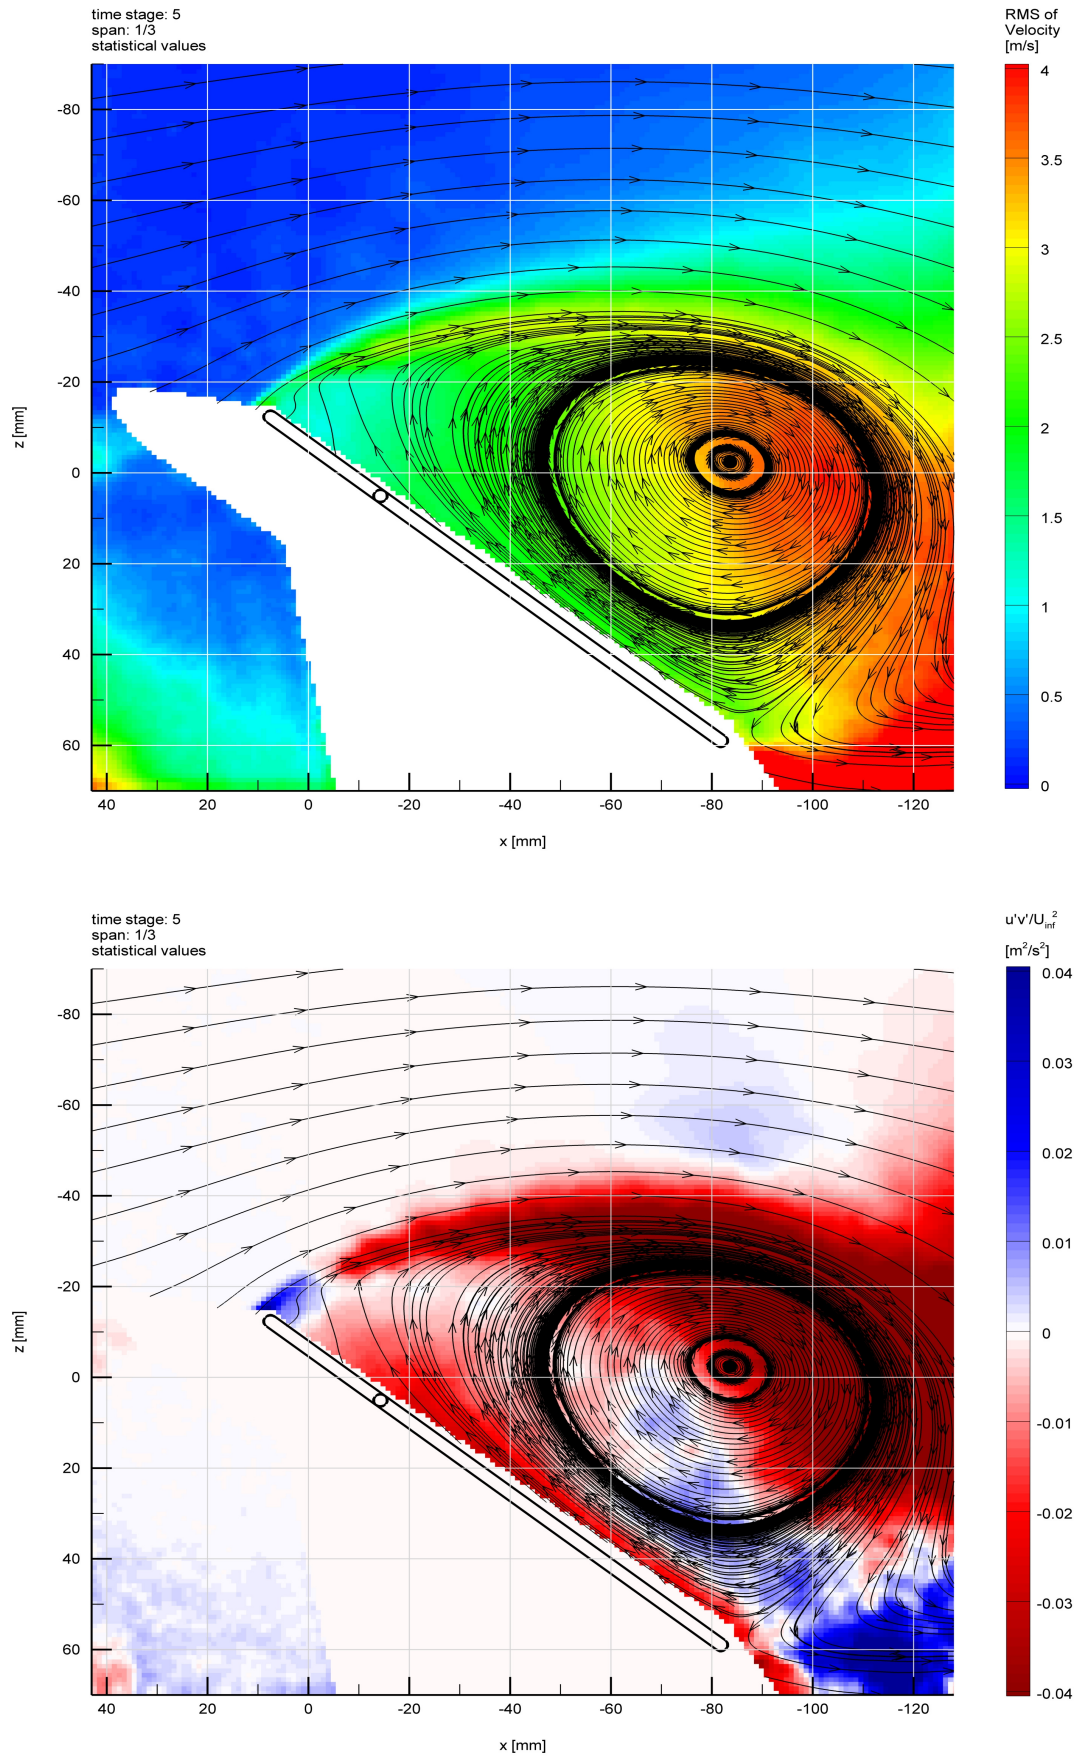 time stage: 5
span: 1/3
statistical values
RMS of
Velocity
[m/s]
4
3.5
3
2.5
2
1.5
1
0.5
0
-80
-60
-40
-20
0
20
40
60
z [mm]
40 20 0 -20 -40 -60 -80 -100 -120
x [mm]
time stage: 5
span: 1/3
statistical values
u'v'/U_inf^2
[m²/s²]
0.04
0.03
0.02
0.01
0
-0.01
-0.02
-0.03
-0.04
-80
-60
-40
-20
0
20
40
60
z [mm]
40 20 0 -20 -40 -60 -80 -100 -120
x [mm]